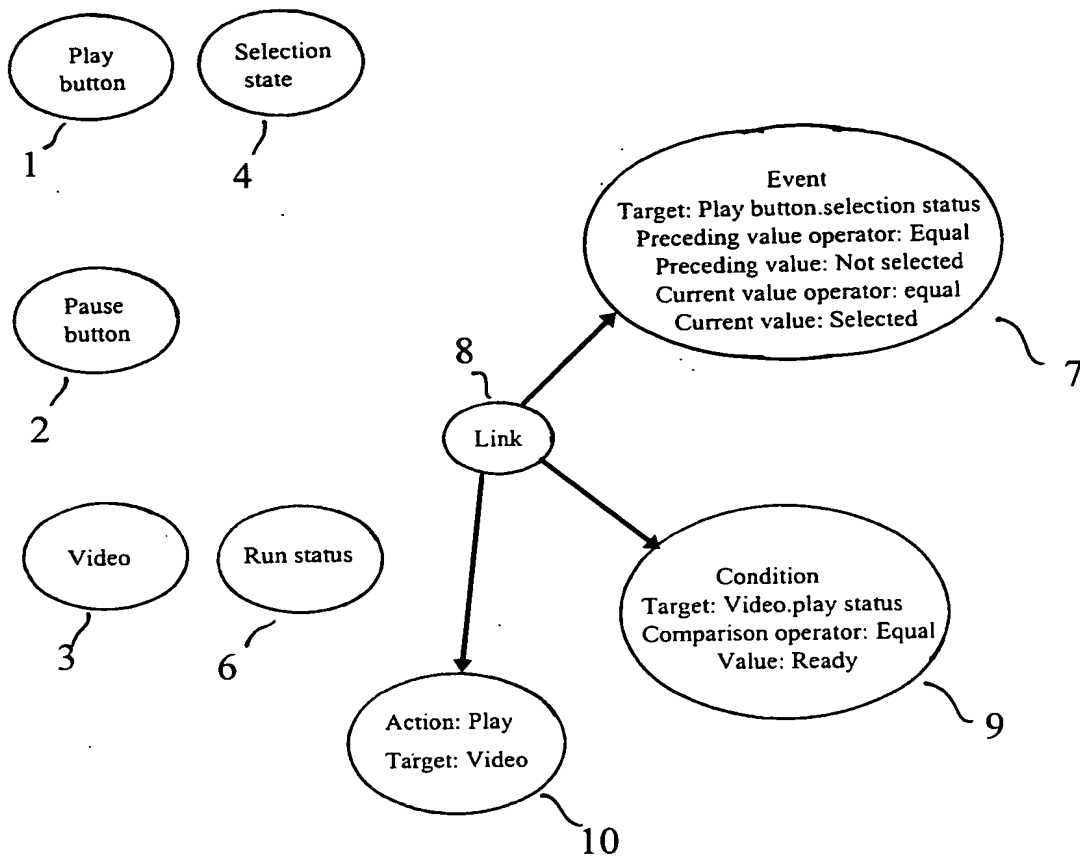 Play
button
1
Selection
state
4
Event
Target: Play button.selection status
Preceding value operator: Equal
Preceding value: Not selected
Current value operator: equal
Current value: Selected
7
Pause
button
2
8
Link
Video
3
Run status
6
Condition
Target: Video.play status
Comparison operator: Equal
Value: Ready
9
Action: Play
Target: Video
10